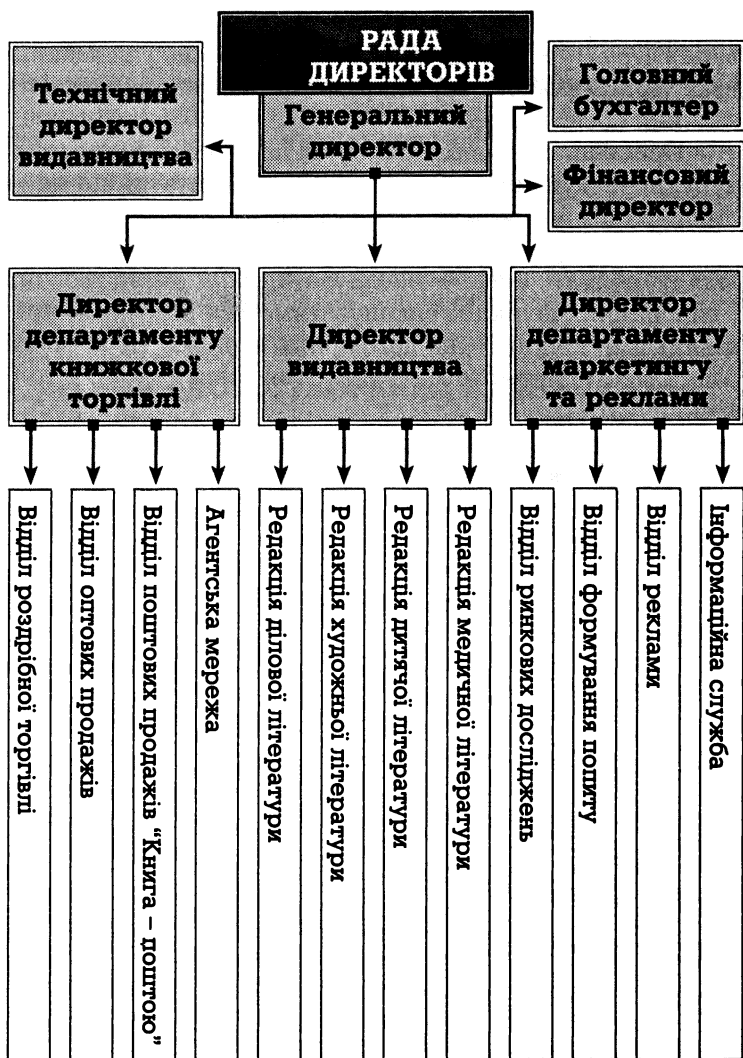 РАДА
ДИРЕКТОРІВ
Технічний
директор
видавництва
Генеральний
директор
Головний
бухгалтер
Фінансовий
директор
Директор
департаменту
книжкової
торгівлі
Директор
видавництва
Директор
департаменту
маркетингу
та реклами
Відділ роздрібної торгівлі
Відділ оптових продажів
Відділ поштових продажів “Книга – поштою”
Агентська мережа
Редакція ділової літератури
Редакція художньої літератури
Редакція дитячої літератури
Редакція медичної літератури
Відділ ринкових досліджень
Відділ формування попиту
Відділ реклами
Інформаційна служба